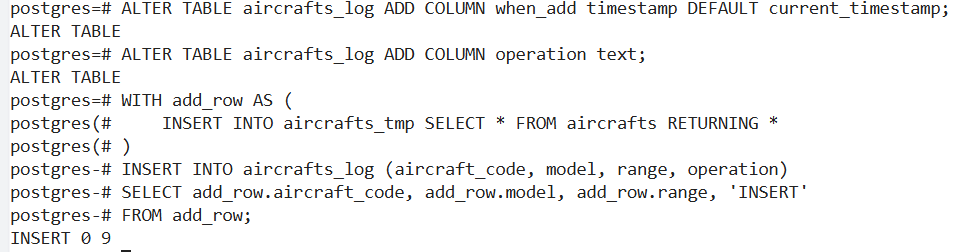 postgres=# ALTER TABLE aircrafts_log ADD COLUMN when_add timestamp DEFAULT current_timestamp;
ALTER TABLE
postgres=# ALTER TABLE aircrafts_log ADD COLUMN operation text;
ALTER TABLE
postgres=# WITH add_row AS (
postgres(#     INSERT INTO aircrafts_tmp SELECT * FROM aircrafts RETURNING *
postgres(# )
postgres-# INSERT INTO aircrafts_log (aircraft_code, model, range, operation)
postgres-# SELECT add_row.aircraft_code, add_row.model, add_row.range, 'INSERT'
postgres-# FROM add_row;
INSERT 0 9